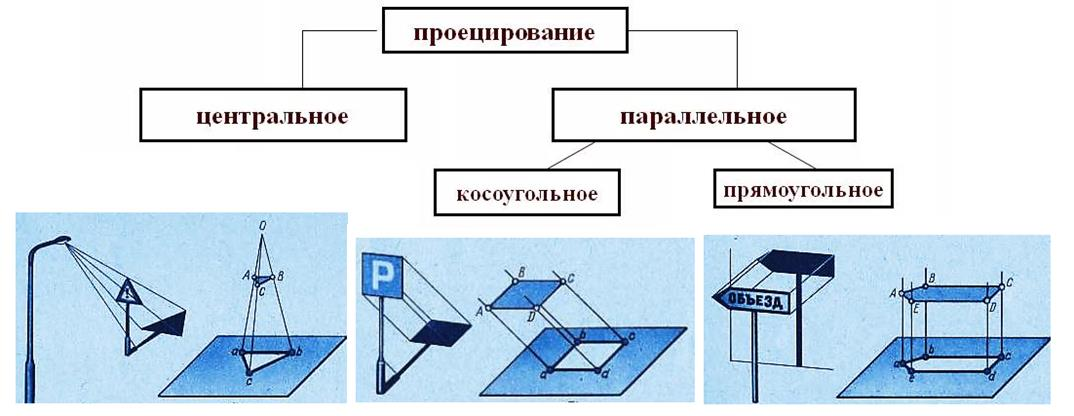 проецирование
центральное
параллельное
косоугольное
прямоугольное
O
A
B
C
a
b
c
!
P
A
B
C
D
a
b
c
d
ОБЪЕЗД
A
B
C
D
E
a
b
c
d
e